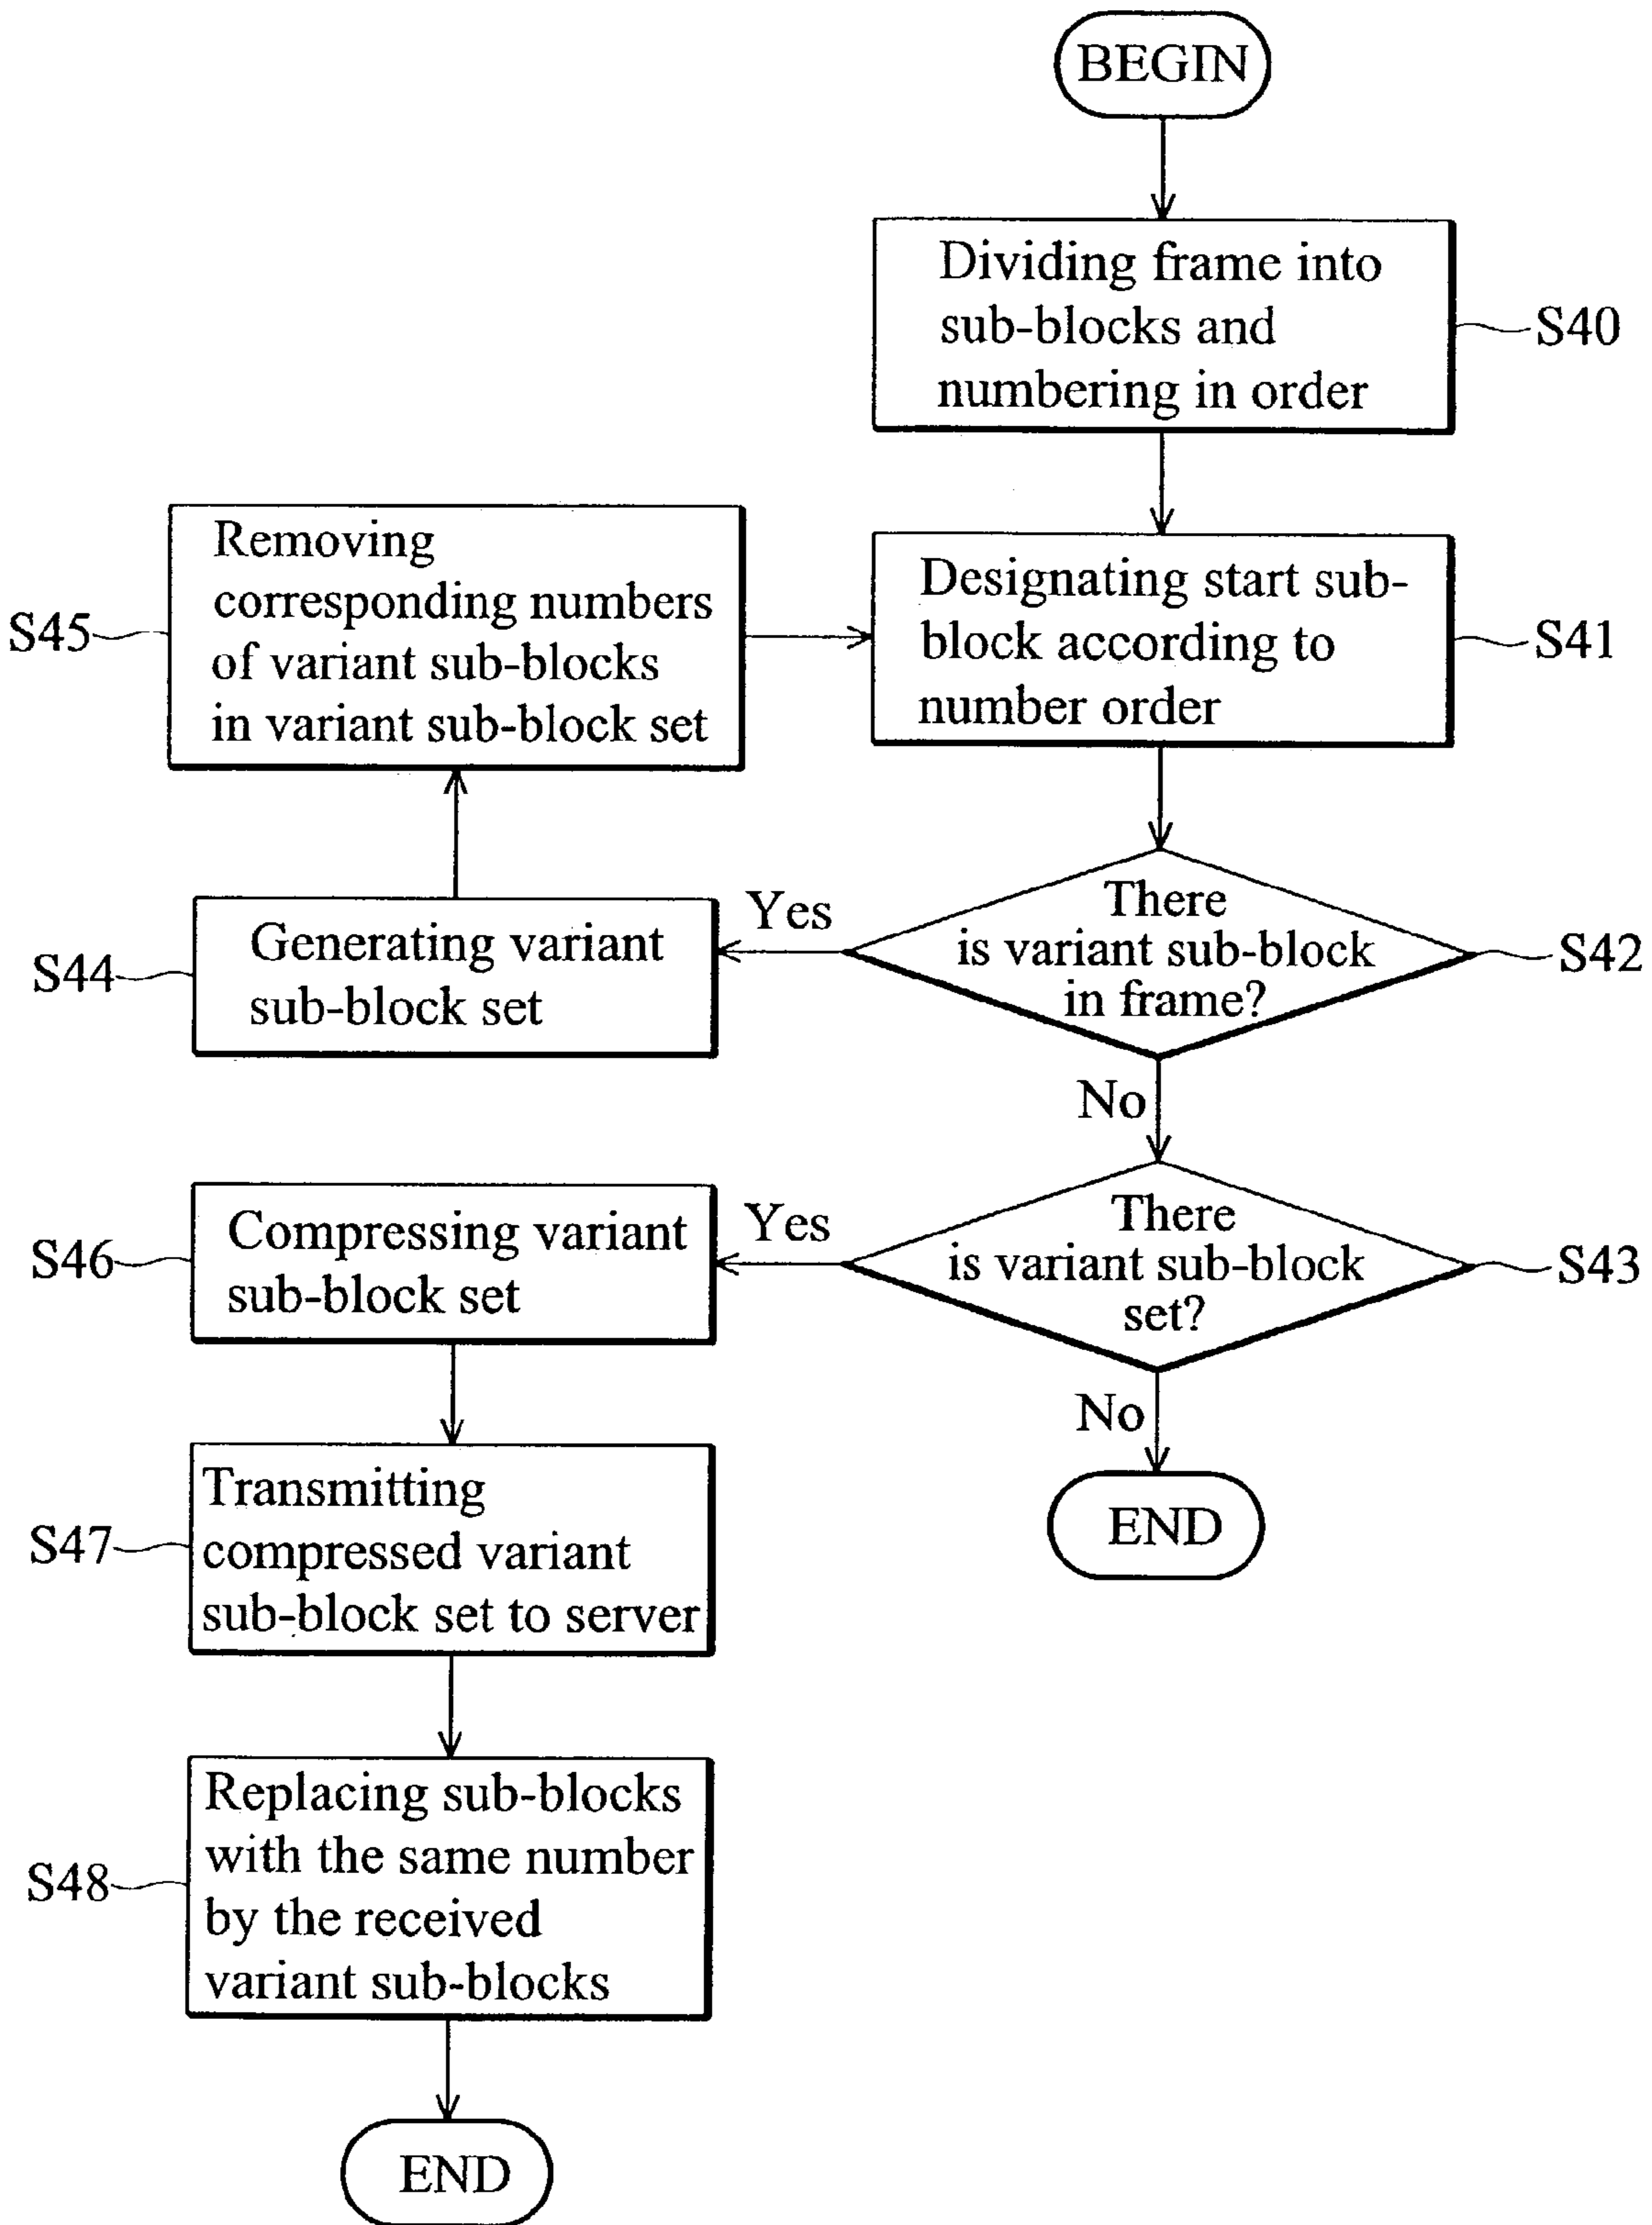 BEGIN
Dividing frame into
sub-blocks and
numbering in order
S40
Removing
corresponding numbers
of variant sub-blocks
in variant sub-block set
S45
Designating start sub-
block according to
number order
S41
There
is variant sub-block
in frame?
S42
Yes
Generating variant
sub-block set
S44
No
There
is variant sub-block
set?
S43
Yes
Compressing variant
sub-block set
S46
No
END
Transmitting
compressed variant
sub-block set to server
S47
Replacing sub-blocks
with the same number
by the received
variant sub-blocks
S48
END